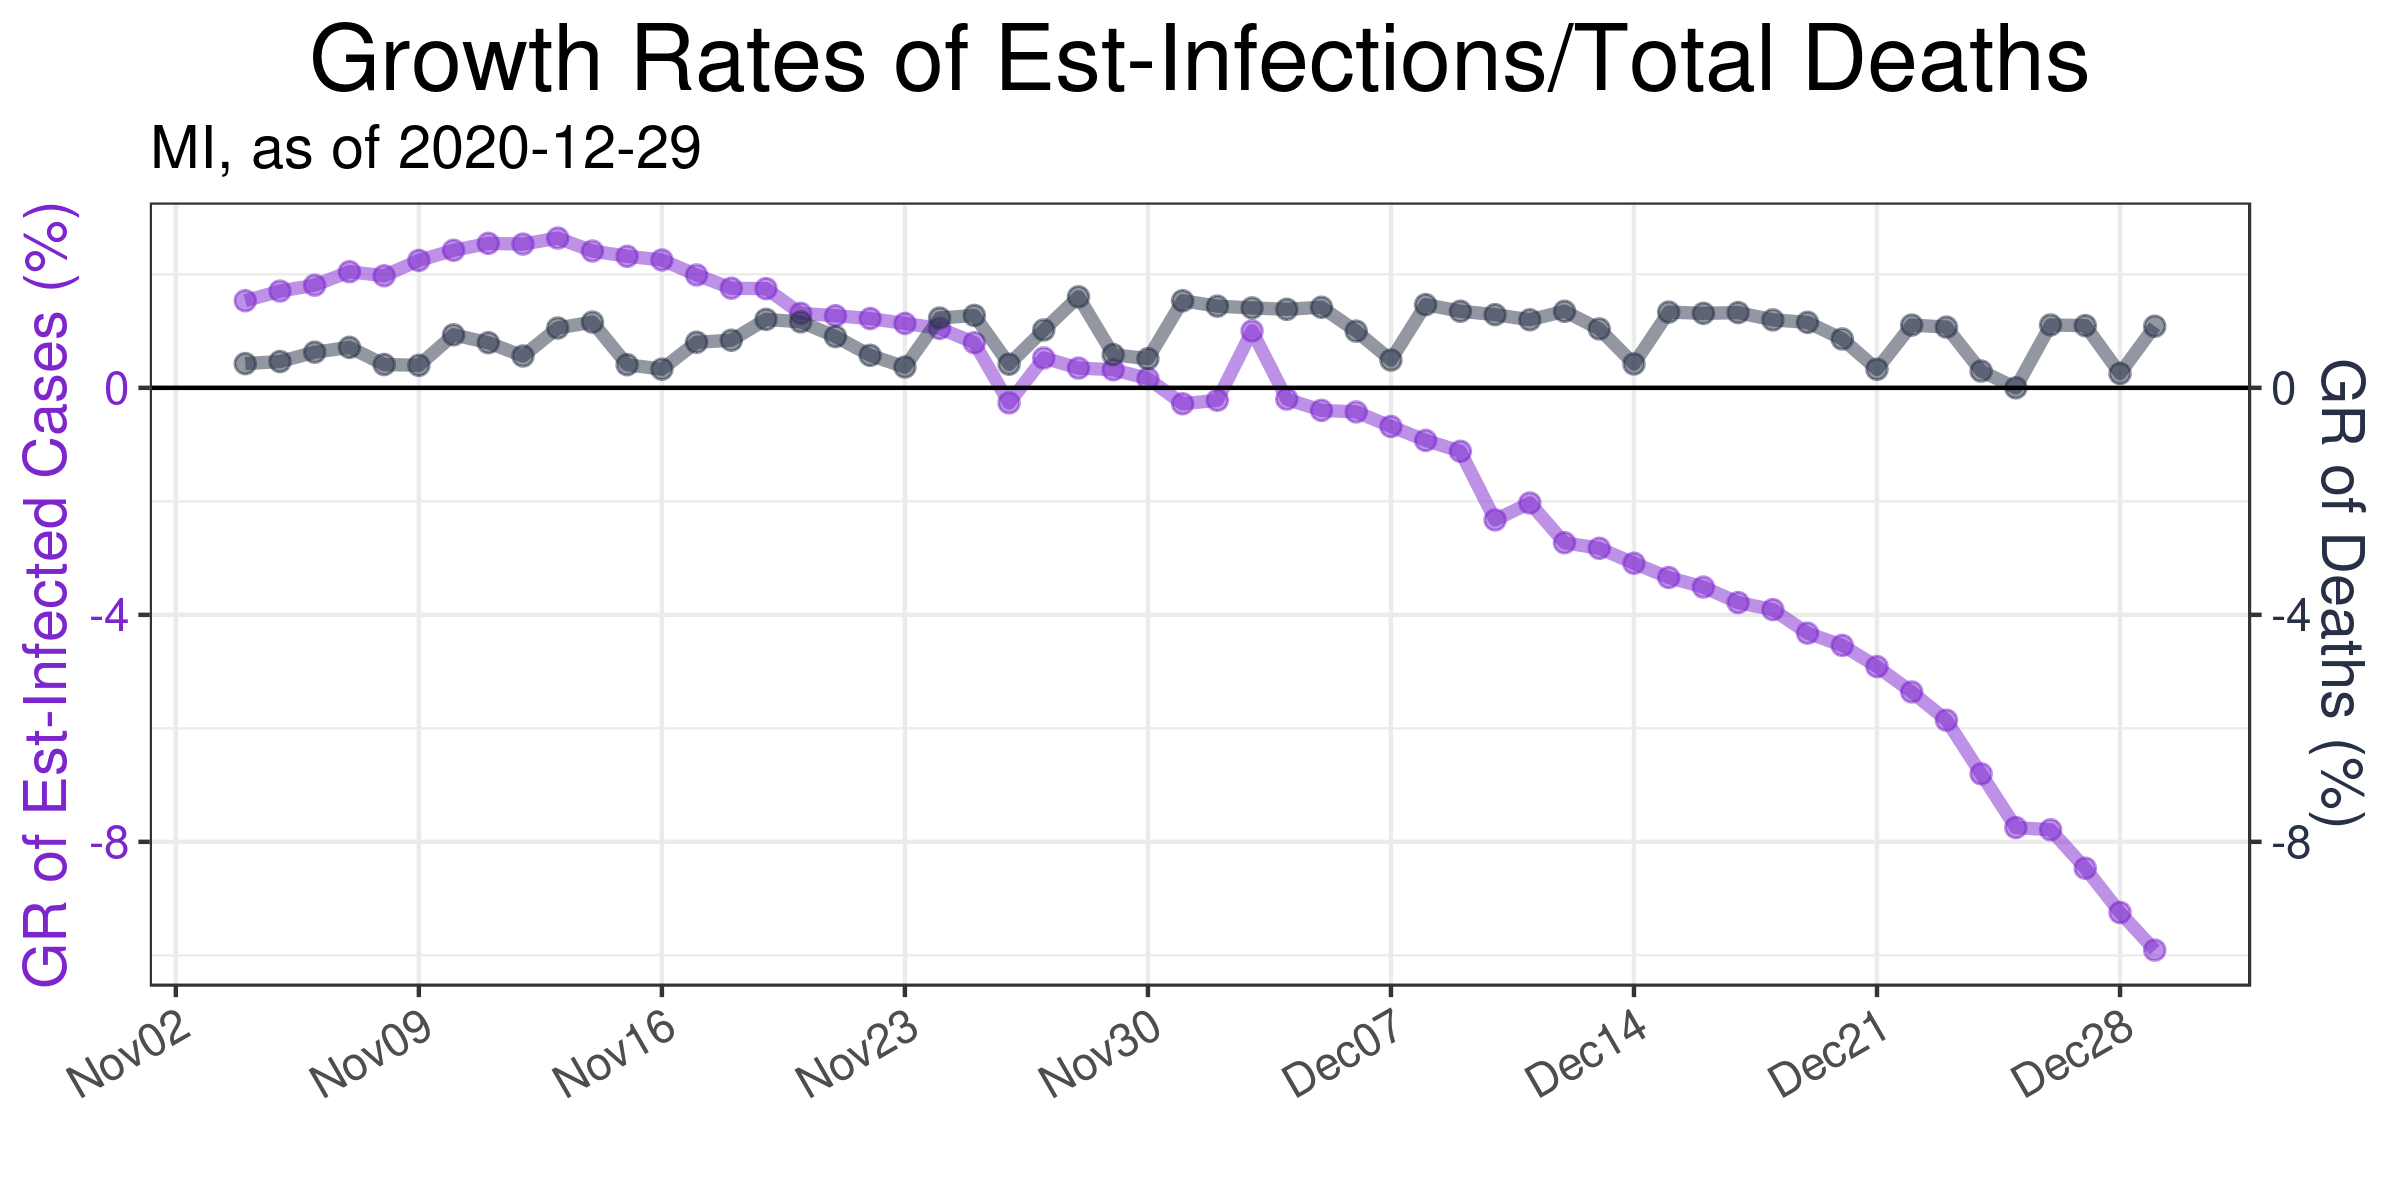 Growth Rates of Est-Infections/Total Deaths
MI, as of 2020-12-29
GR of Est-Infected Cases (%)
0
-4
-8
0
-4
-8
GR of Deaths (%)
Nov02
Nov09
Nov16
Nov23
Nov30
Dec07
Dec14
Dec21
Dec28